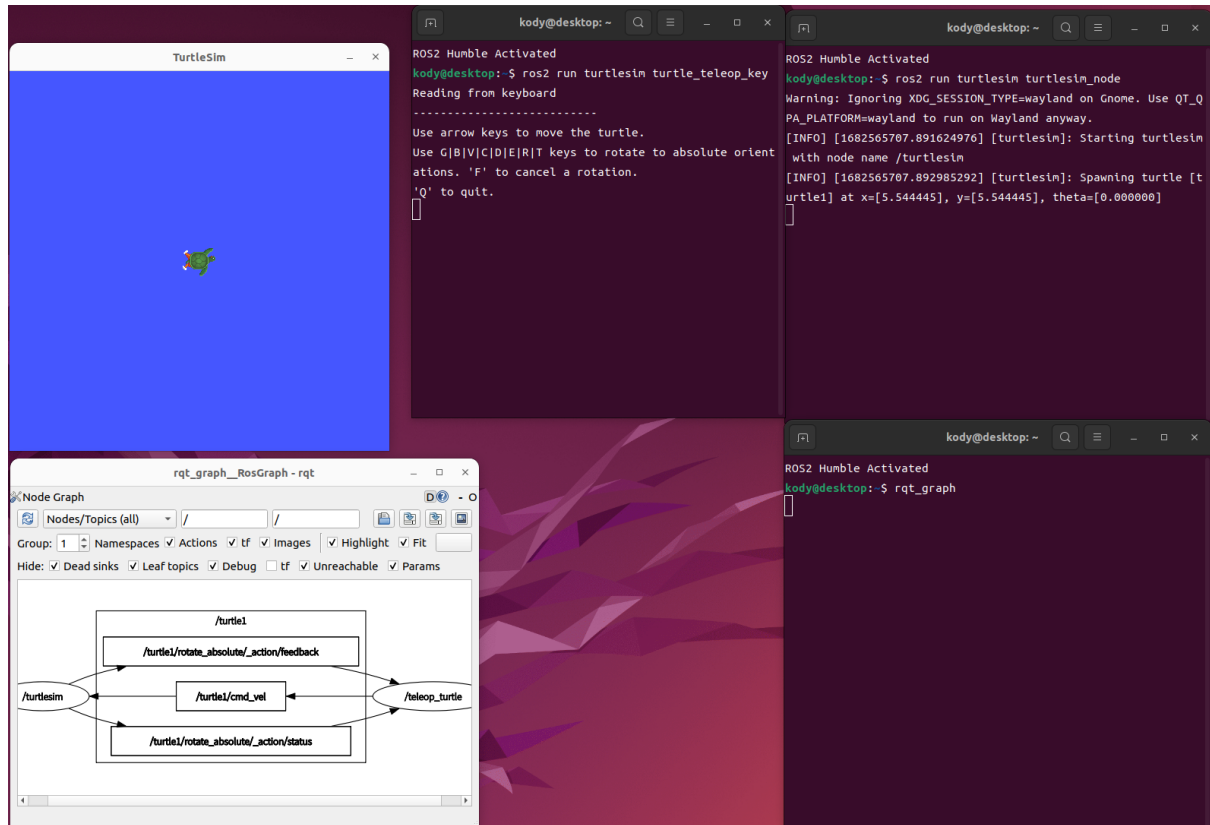 TurtleSim
kody@desktop: ~
ROS2 Humble Activated
kody@desktop:~$ ros2 run turtlesim turtle_teleop_key
Reading from keyboard
---------------------------
Use arrow keys to move the turtle.
Use G|B|V|C|D|E|R|T keys to rotate to absolute orient
ations. 'F' to cancel a rotation.
'Q' to quit.
kody@desktop: ~
ROS2 Humble Activated
kody@desktop:~$ ros2 run turtlesim turtlesim_node
Warning: Ignoring XDG_SESSION_TYPE=wayland on Gnome. Use QT_Q
PA_PLATFORM=wayland to run on Wayland anyway.
[INFO] [1682565707.891624976] [turtlesim]: Starting turtlesim
with node name /turtlesim
[INFO] [1682565707.892985292] [turtlesim]: Spawning turtle [t
urtle1] at x=[5.544445], y=[5.544445], theta=[0.000000]
rqt_graph__RosGraph - rqt
Node Graph
D - O
Nodes/Topics (all) / /
Group: 1 Namespaces Actions tf Images Highlight Fit
Hide: Dead sinks Leaf topics Debug tf Unreachable Params
/turtle1
/turtle1/rotate_absolute/_action/feedback
/turtlesim
/turtle1/cmd_vel
/teleop_turtle
/turtle1/rotate_absolute/_action/status
kody@desktop: ~
ROS2 Humble Activated
kody@desktop:~$ rqt_graph